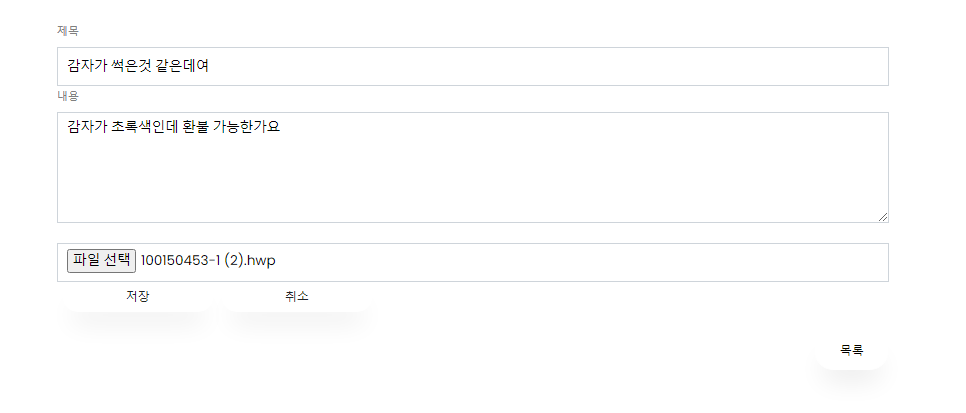 제목
감자가 썩은것 같은데여
내용
감자가 초록색인데 환불 가능한가요
파일 선택 100150453-1 (2).hwp
저장 취소
목록